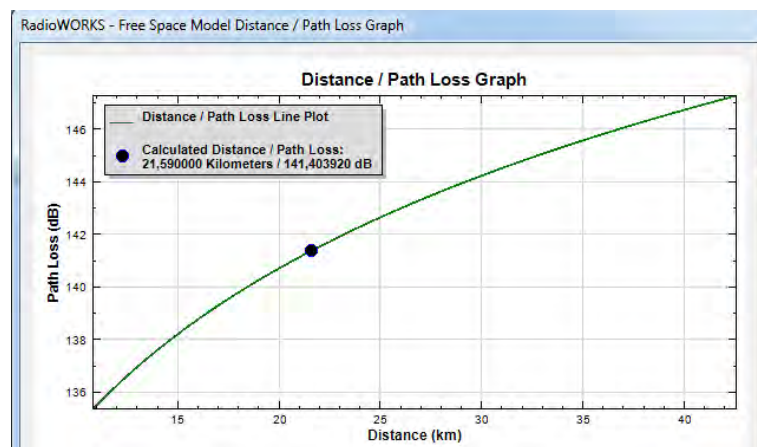 RadioWORKS - Free Space Model Distance / Path Loss Graph
Distance / Path Loss Graph
Distance / Path Loss Line Plot
Calculated Distance / Path Loss:
21,590000 Kilometers / 141,403920 dB
Path Loss (dB)
146
144
142
140
138
136
15
20
25
30
35
40
Distance (km)